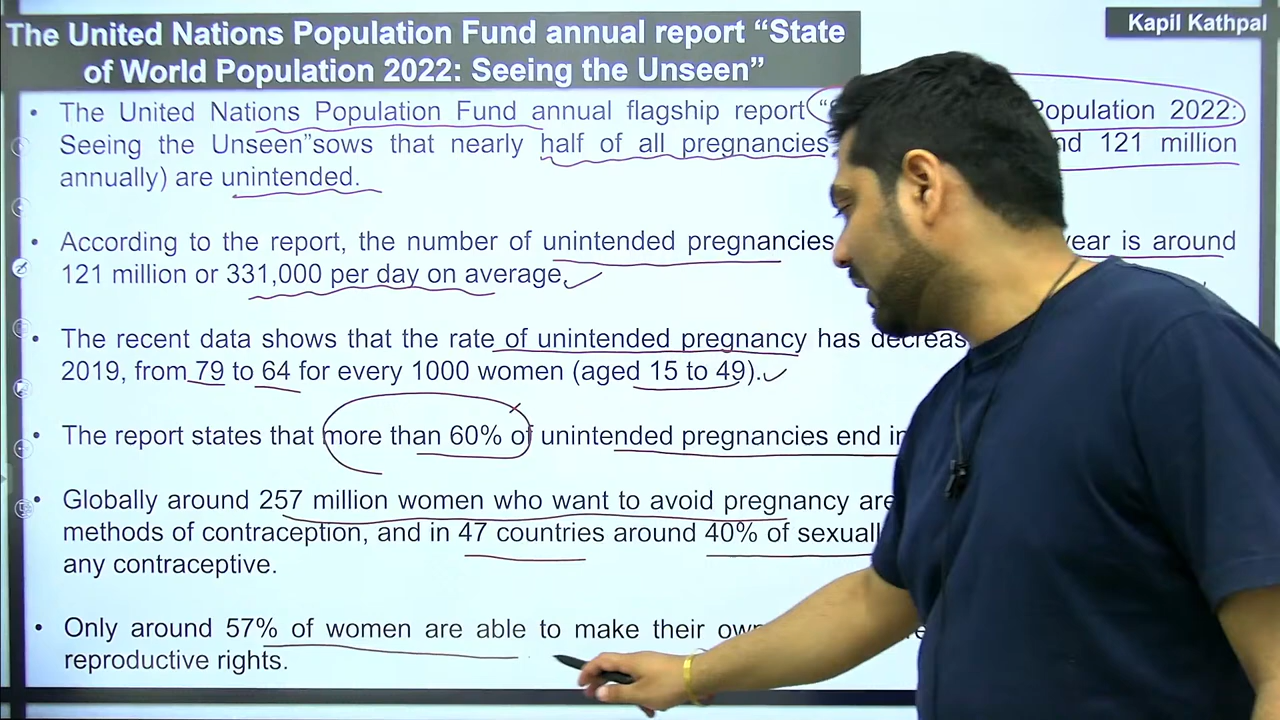 The United Nations Population Fund annual report “State
of World Population 2022: Seeing the Unseen”
Kapil Kathpal
• The United Nations Population Fund annual flagship report Population 2022:
Seeing the Unseen”sows that nearly half of all pregnancies 121 million
annually) are unintended.
• According to the report, the number of unintended pregnancies year is around
121 million or 331,000 per day on average.
• The recent data shows that the rate of unintended pregnancy has
2019, from 79 to 64 for every 1000 women (aged 15 to 49).
• The report states that more than 60% of unintended pregnancies end in
• Globally around 257 million women who want to avoid pregnancy are
methods of contraception, and in 47 countries around 40% of
any contraceptive.
• Only around 57% of women are able to make their
reproductive rights.